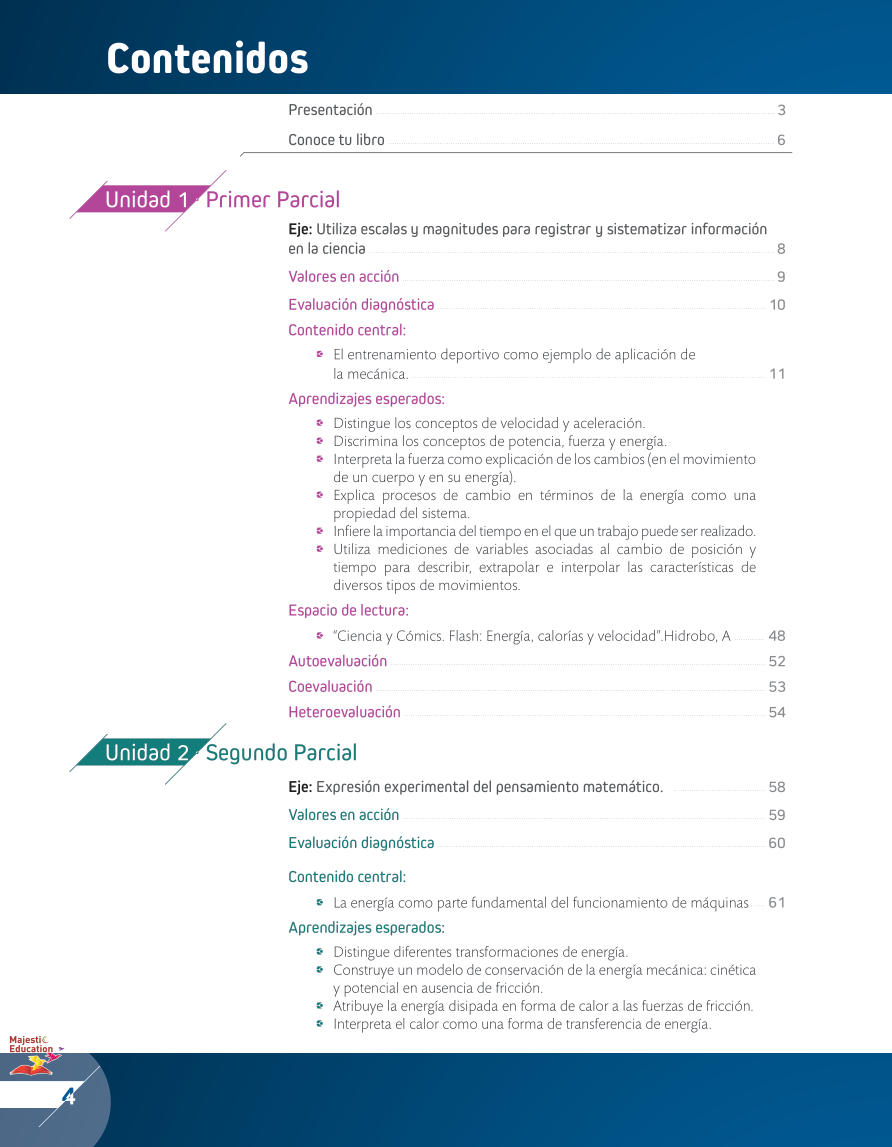 Contenidos
Presentación 3
Conoce tu libro 6
Unidad 1 Primer Parcial
Eje: Utiliza escalas y magnitudes para registrar y sistematizar información
en la ciencia 8
Valores en acción 9
Evaluación diagnóstica 10
Contenido central:
El entrenamiento deportivo como ejemplo de aplicación de
la mecánica. 11
Aprendizajes esperados:
Distingue los conceptos de velocidad y aceleración.
Discrimina los conceptos de potencia, fuerza y energía.
Interpreta la fuerza como explicación de los cambios (en el movimiento
de un cuerpo y en su energía).
Explica procesos de cambio en términos de la energía como una
propiedad del sistema.
Infiere la importancia del tiempo en el que un trabajo puede ser realizado.
Utiliza mediciones de variables asociadas al cambio de posición y
tiempo para describir, extrapolar e interpolar las características de
diversos tipos de movimientos.
Espacio de lectura:
“Ciencia y Cómics. Flash: Energía, calorías y velocidad”.Hidrobo, A 48
Autoevaluación 52
Coevaluación 53
Heteroevaluación 54
Unidad 2 Segundo Parcial
Eje: Expresión experimental del pensamiento matemático. 58
Valores en acción 59
Evaluación diagnóstica 60
Contenido central:
La energía como parte fundamental del funcionamiento de máquinas 61
Aprendizajes esperados:
Distingue diferentes transformaciones de energía.
Construye un modelo de conservación de la energía mecánica: cinética
y potencial en ausencia de fricción.
Atribuye la energía disipada en forma de calor a las fuerzas de fricción.
Interpreta el calor como una forma de transferencia de energía.
Majestic
Education
4